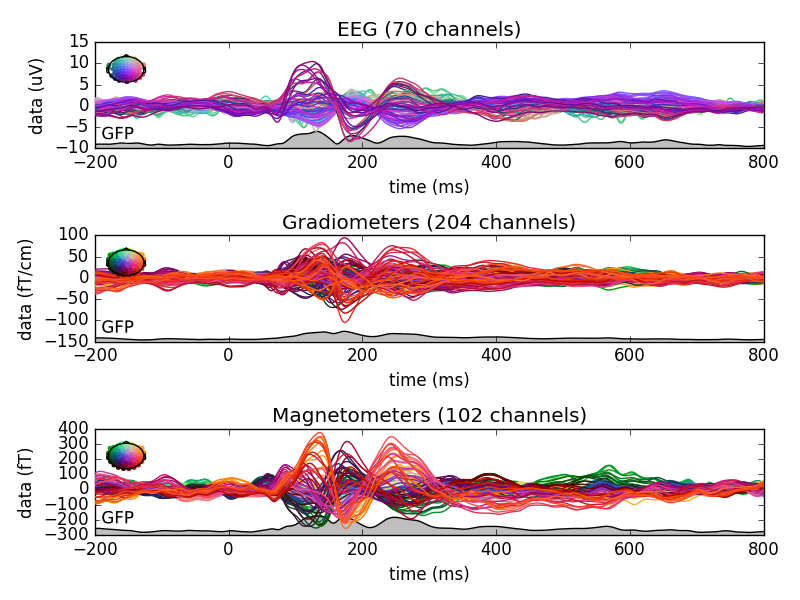 EEG (70 channels)
15
10
5
0
−5
−10
data (uV)
GFP
−200 0 200 400 600 800
time (ms)
Gradiometers (204 channels)
100
50
0
−50
−100
−150
data (fT/cm)
GFP
−200 0 200 400 600 800
time (ms)
Magnetometers (102 channels)
400
300
200
100
0
−100
−200
−300
data (fT)
GFP
−200 0 200 400 600 800
time (ms)